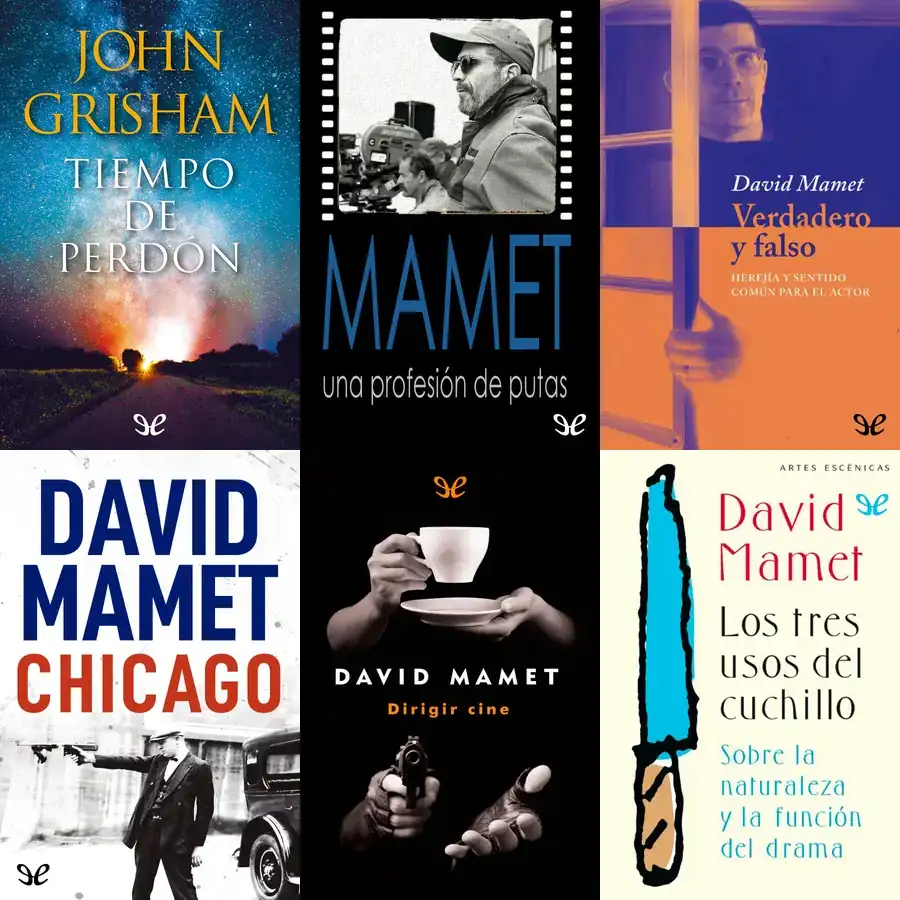 JOHN
GRISHAM
TIEMPO
DE
PERDÓN
MAMET
una profesión de putas
David Mamet
Verdadero
y falso
HEREJÍA Y SENTIDO
COMÚN PARA EL ACTOR
DAVID
MAMET
CHICAGO
DAVID MAMET
Dirigir cine
ARTES ESCÉNICAS
David
Mamet
Los tres
usos del
cuchillo
Sobre la
naturaleza
y la función
del drama